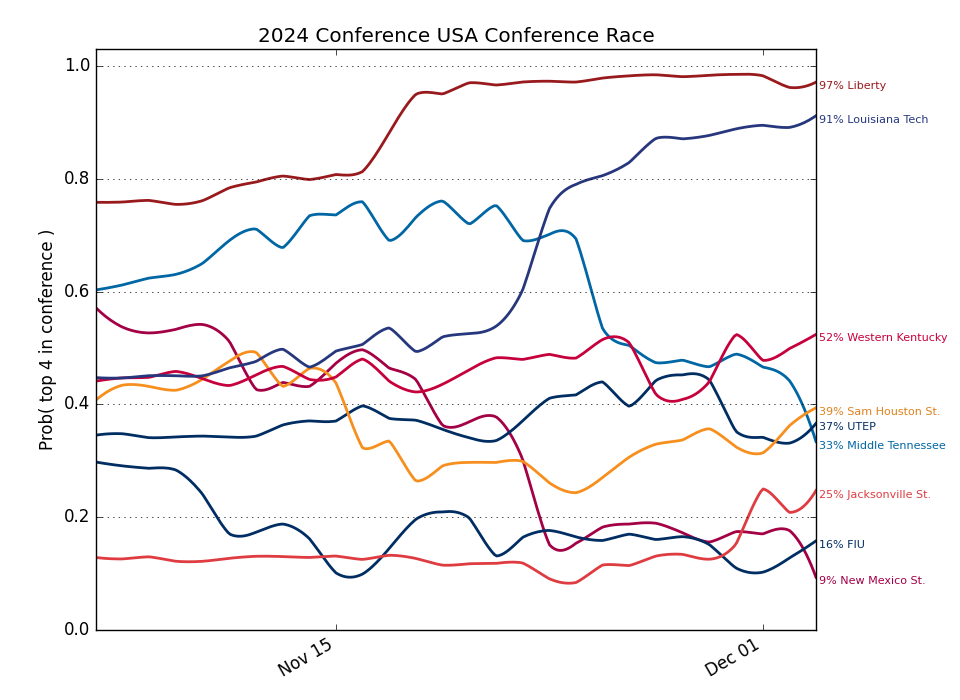 2024 Conference USA Conference Race
Prob( top 4 in conference )
1.0
0.8
0.6
0.4
0.2
0.0
Nov 15
Dec 01
97% Liberty
91% Louisiana Tech
52% Western Kentucky
39% Sam Houston St.
37% UTEP
33% Middle Tennessee
25% Jacksonville St.
16% FIU
9% New Mexico St.